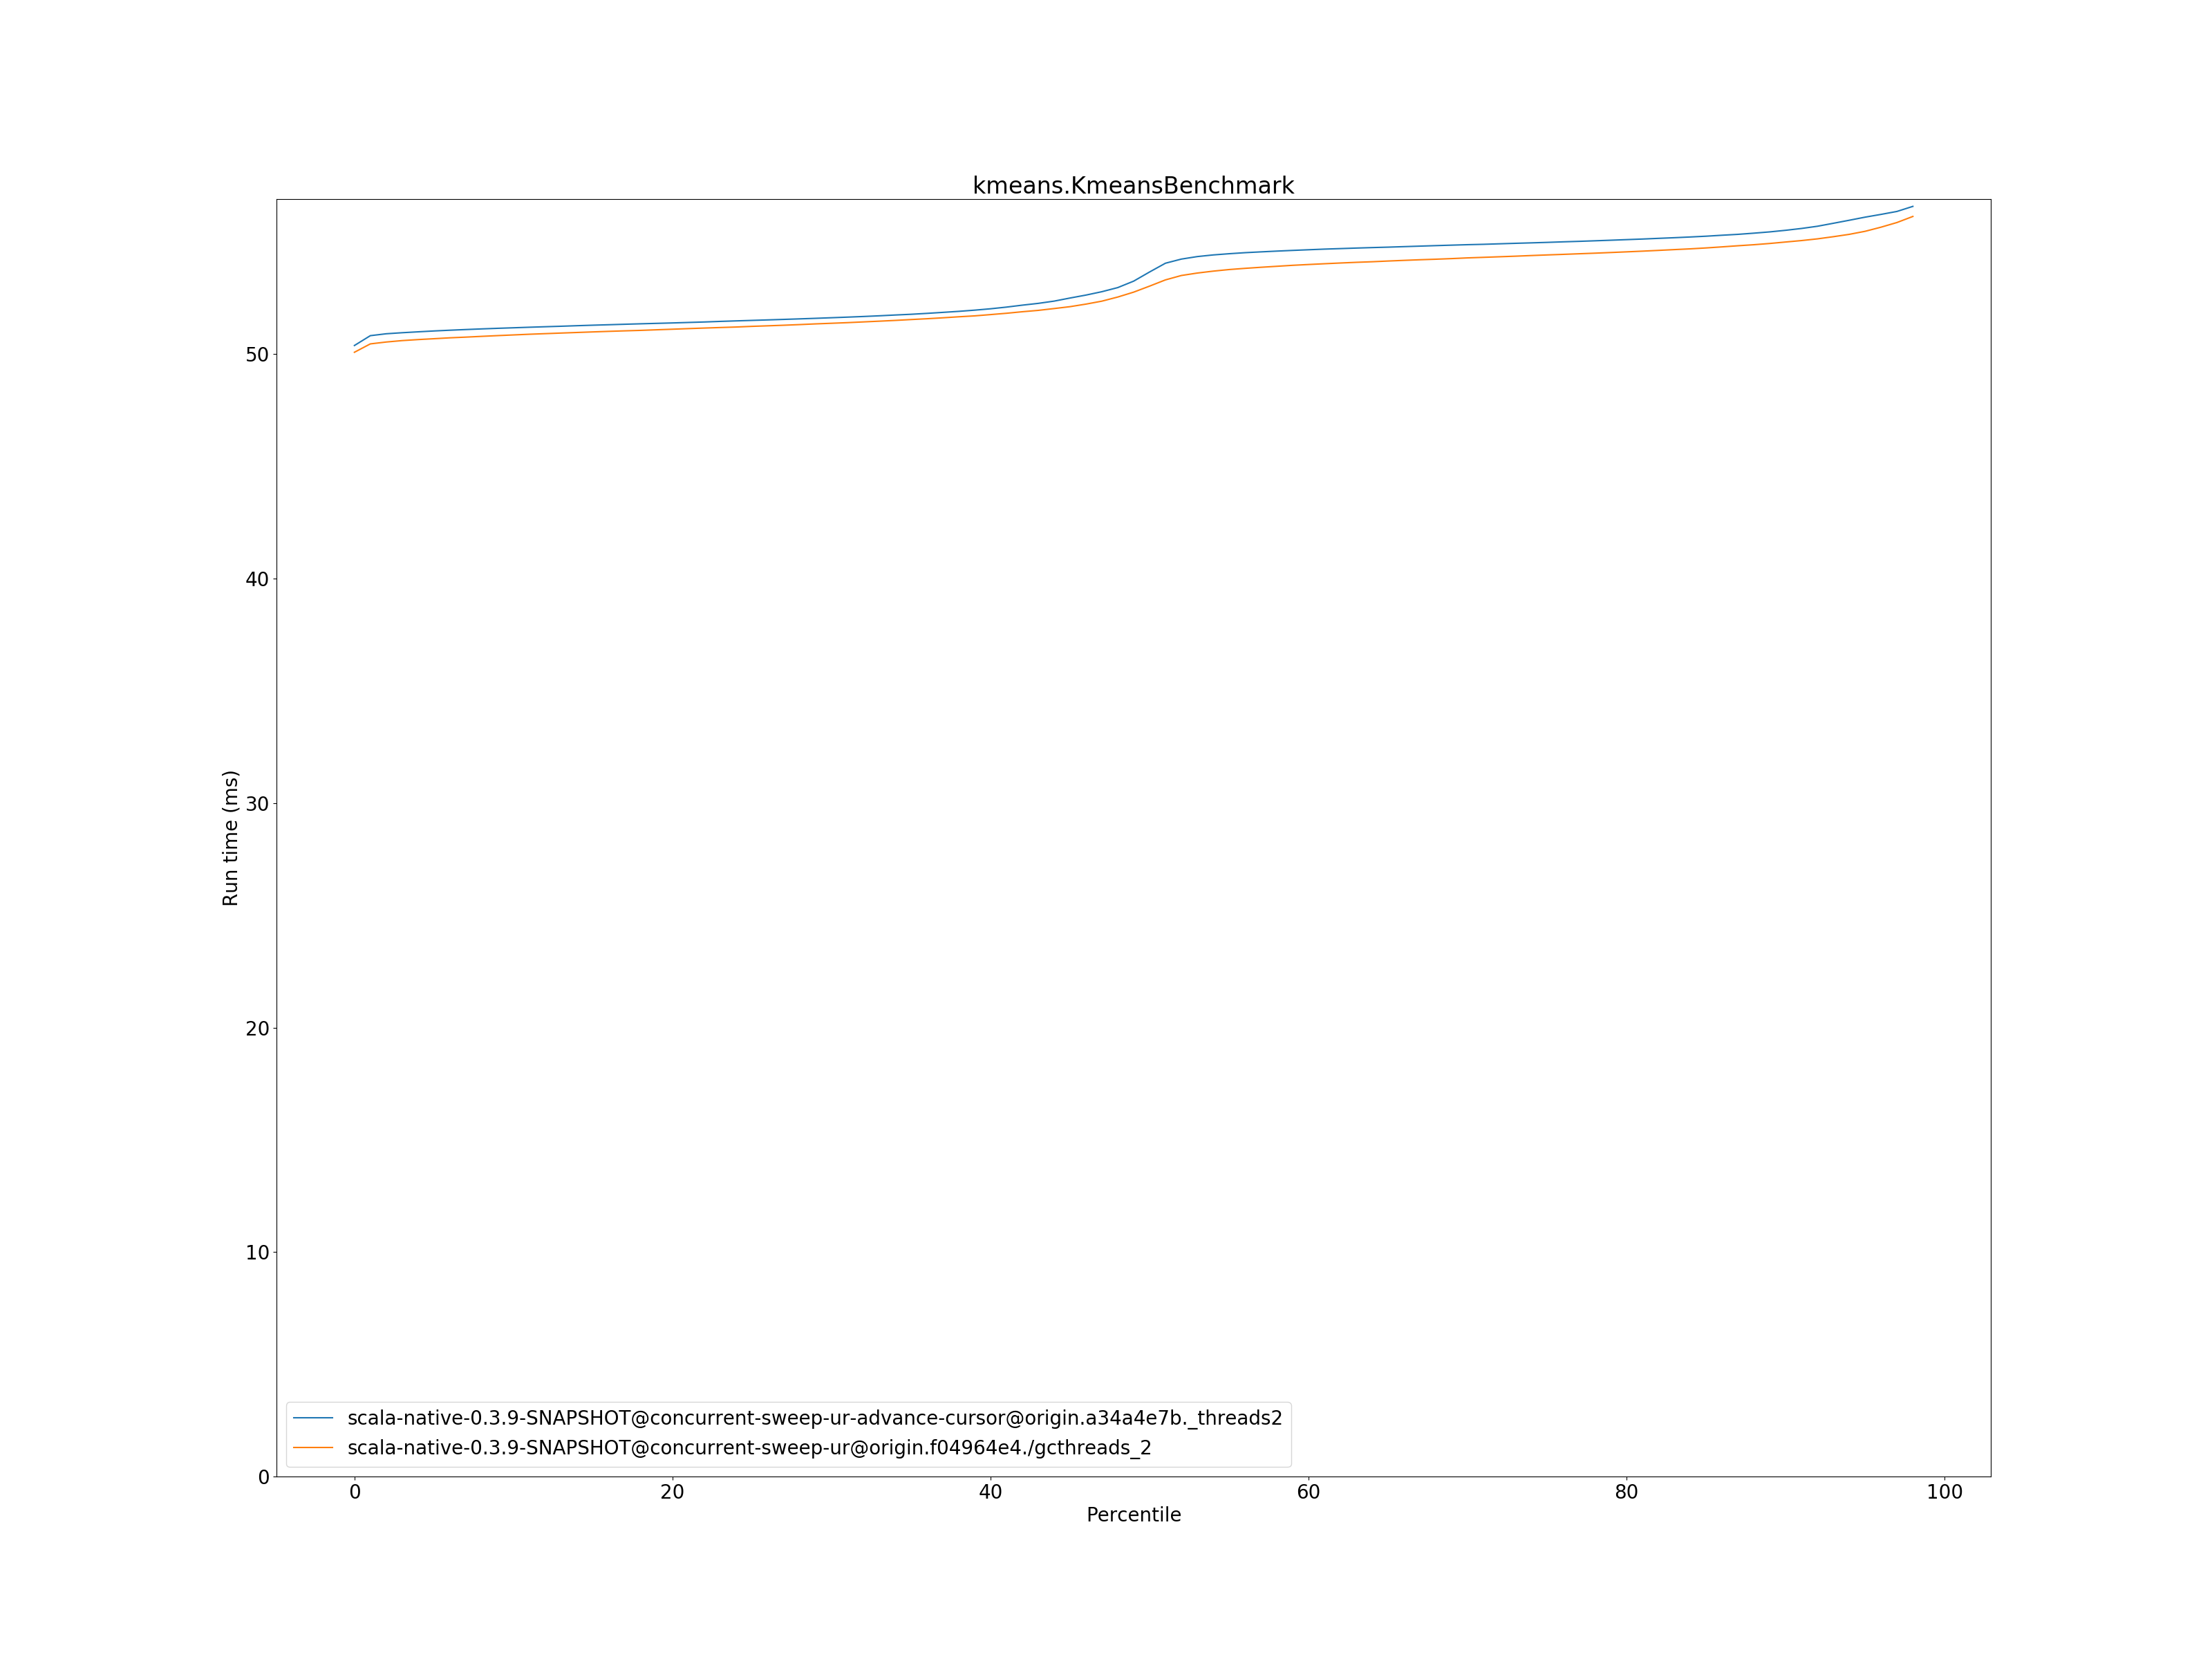 kmeans.KmeansBenchmark
Run time (ms)
50
40
30
20
10
0
scala-native-0.3.9-SNAPSHOT@concurrent-sweep-ur-advance-cursor@origin.a34a4e7b._threads2
scala-native-0.3.9-SNAPSHOT@concurrent-sweep-ur@origin.f04964e4./gcthreads_2
0 20 40 60 80 100
Percentile